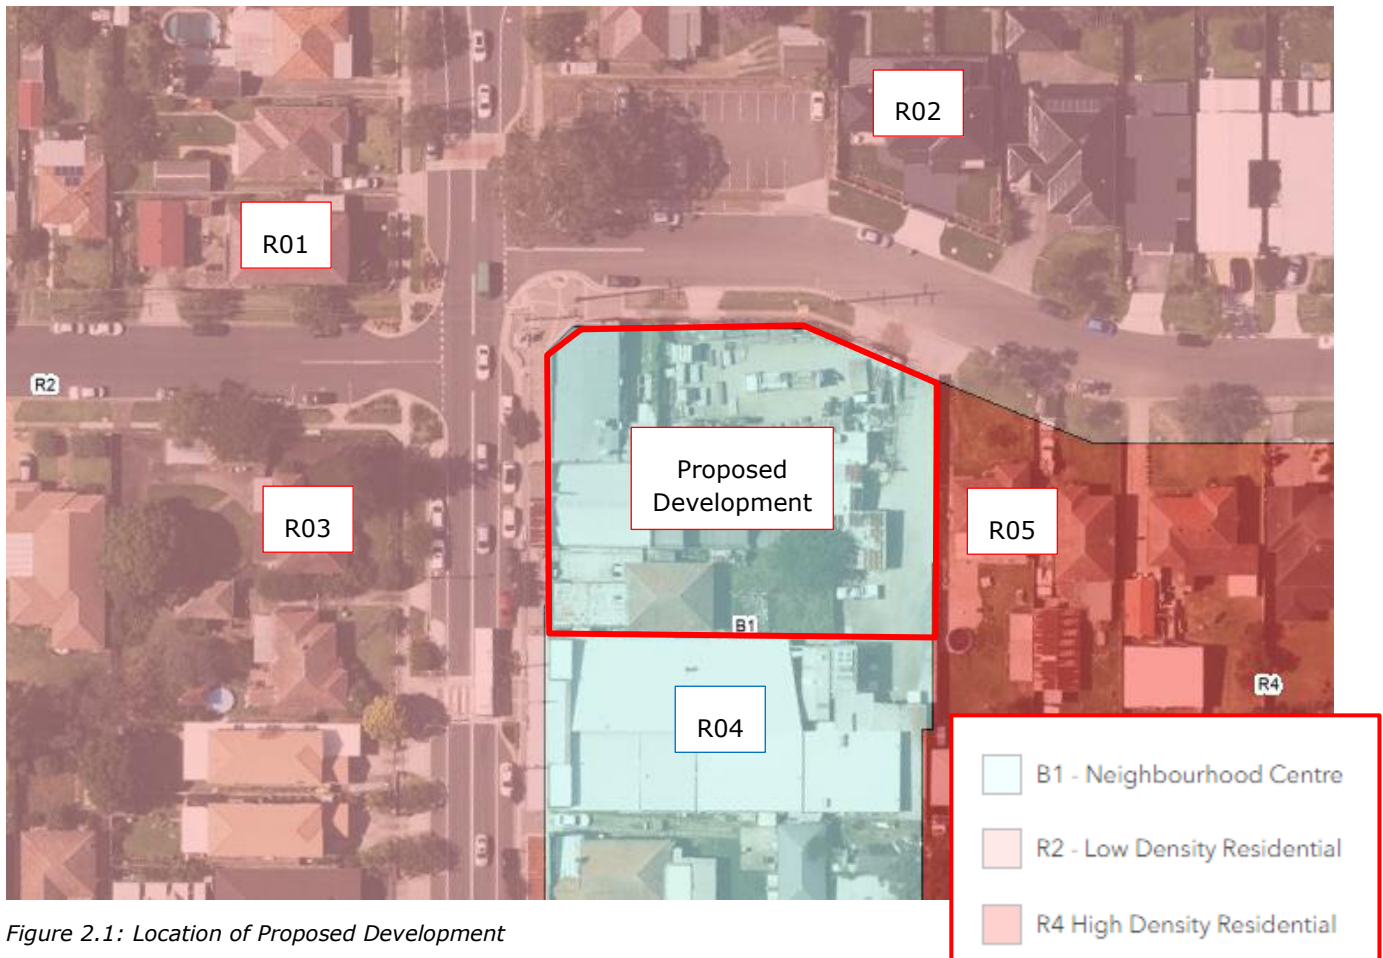 R02
R01
R2
Proposed
Development
R03
R05
B1
R4
R04
B1 - Neighbourhood Centre
R2 - Low Density Residential
R4 High Density Residential
Figure 2.1: Location of Proposed Development